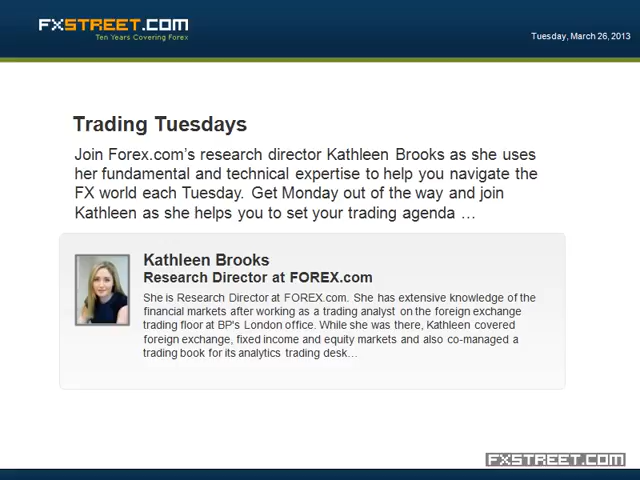 FXSTREET.COM
Ten Years Covering Forex
Tuesday, March 26, 2013
Trading Tuesdays
Join Forex.com's research director Kathleen Brooks as she uses
her fundamental and technical expertise to help you navigate the
FX world each Tuesday. Get Monday out of the way and join
Kathleen as she helps you to set your trading agenda …
Kathleen Brooks
Research Director at FOREX.com
She is Research Director at FOREX.com. She has extensive knowledge of the
financial markets after working as a trading analyst on the foreign exchange
trading floor at BP's London office. While she was there, Kathleen covered
foreign exchange, fixed income and equity markets and also co-managed a
trading book for its analytics trading desk…
FXSTREET.COM